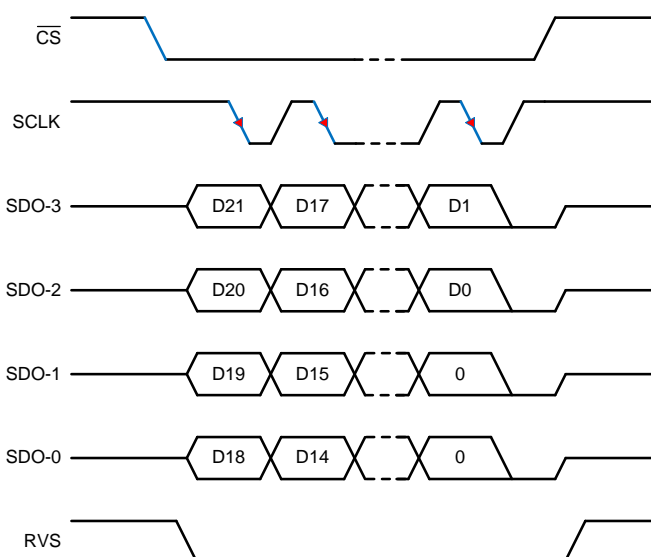 CS
SCLK
SDO-3 D21 D17 D1
SDO-2 D20 D16 D0
SDO-1 D19 D15 0
SDO-0 D18 D14 0
RVS